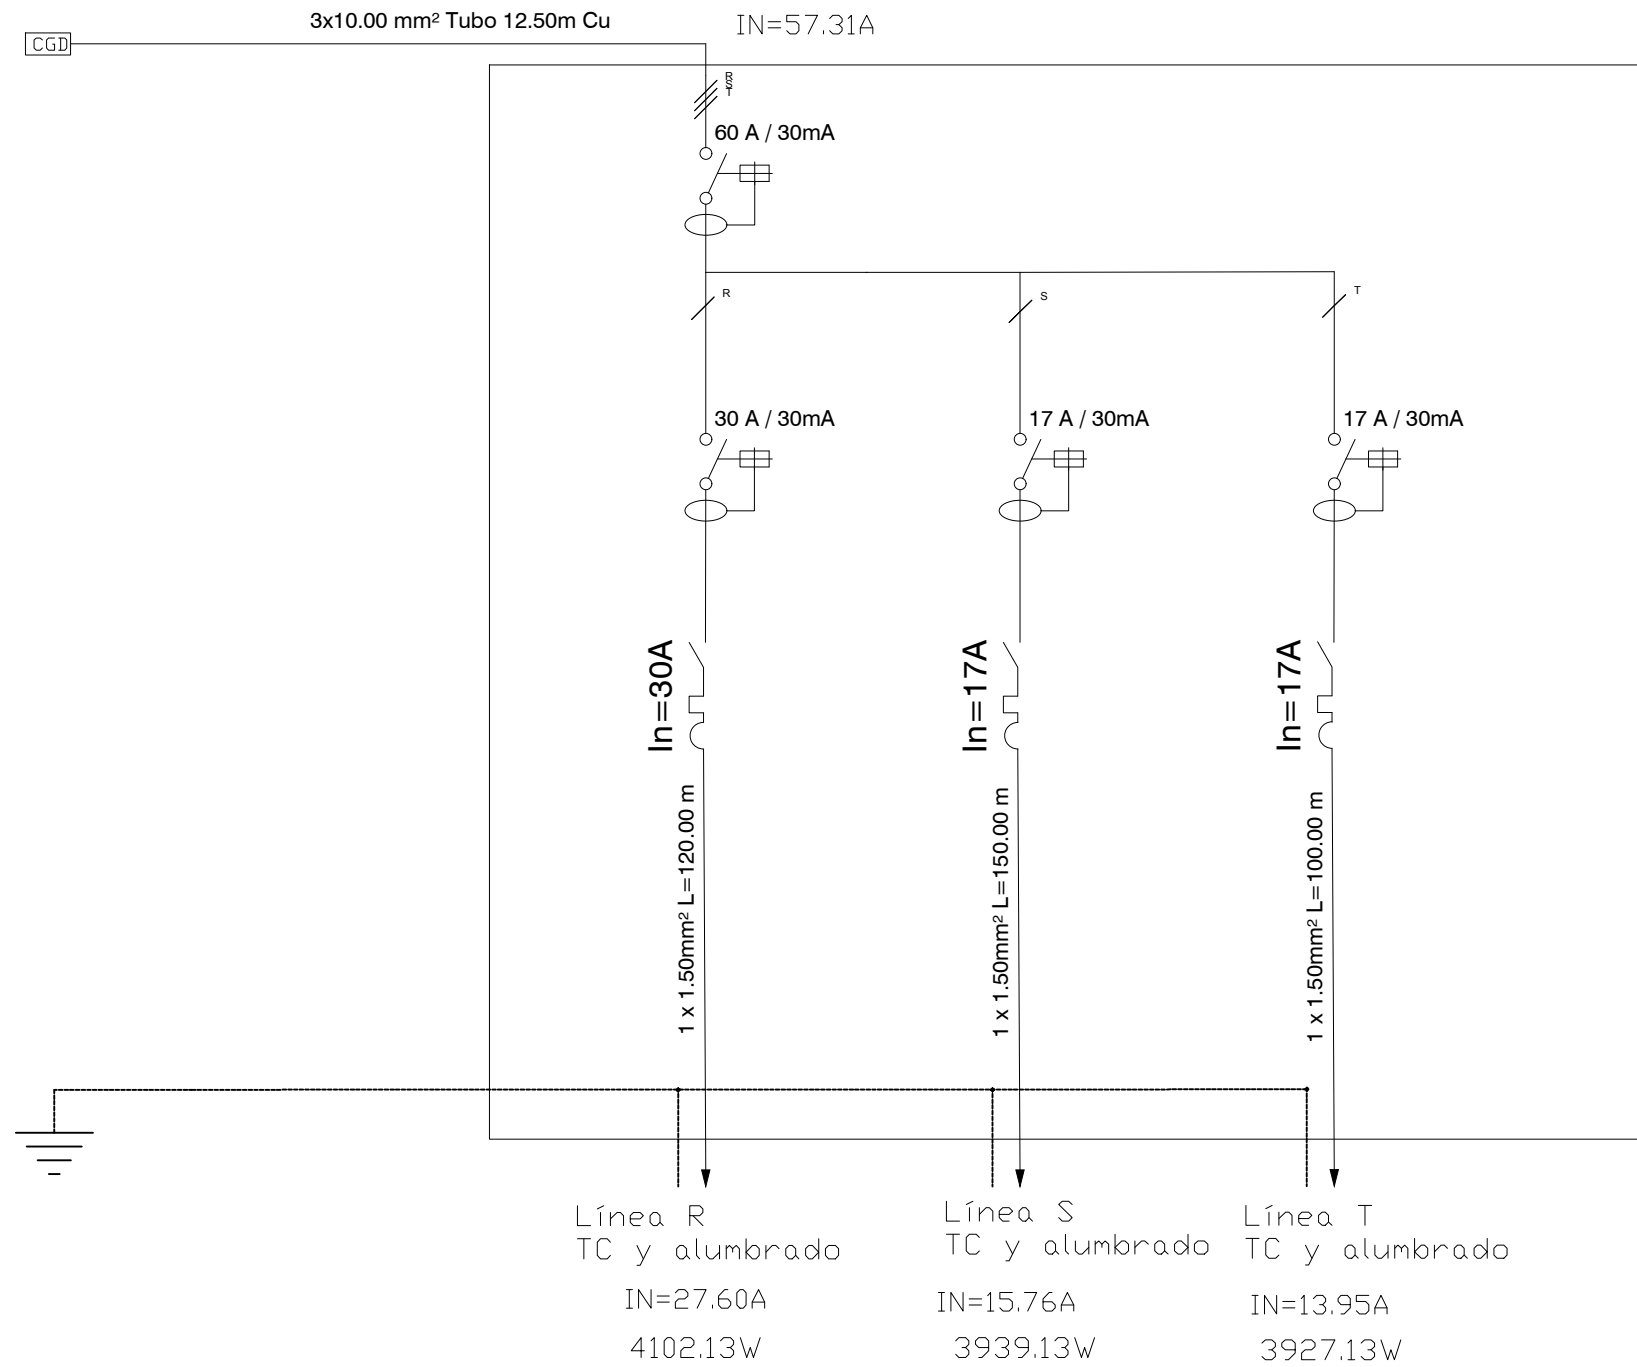 3x10.00 mm² Tubo 12.50m Cu
IN=57.31A
CGD
R
S
T
60 A / 30mA
R
S
T
30 A / 30mA
17 A / 30mA
17 A / 30mA
In=30A
In=17A
In=17A
1 x 1.50mm² L=120.00 m
1 x 1.50mm² L=150.00 m
1 x 1.50mm² L=100.00 m
Línea R
TC y alumbrado
IN=27.60A
4102.13W
Línea S
TC y alumbrado
IN=15.76A
3939.13W
Línea T
TC y alumbrado
IN=13.95A
3927.13W